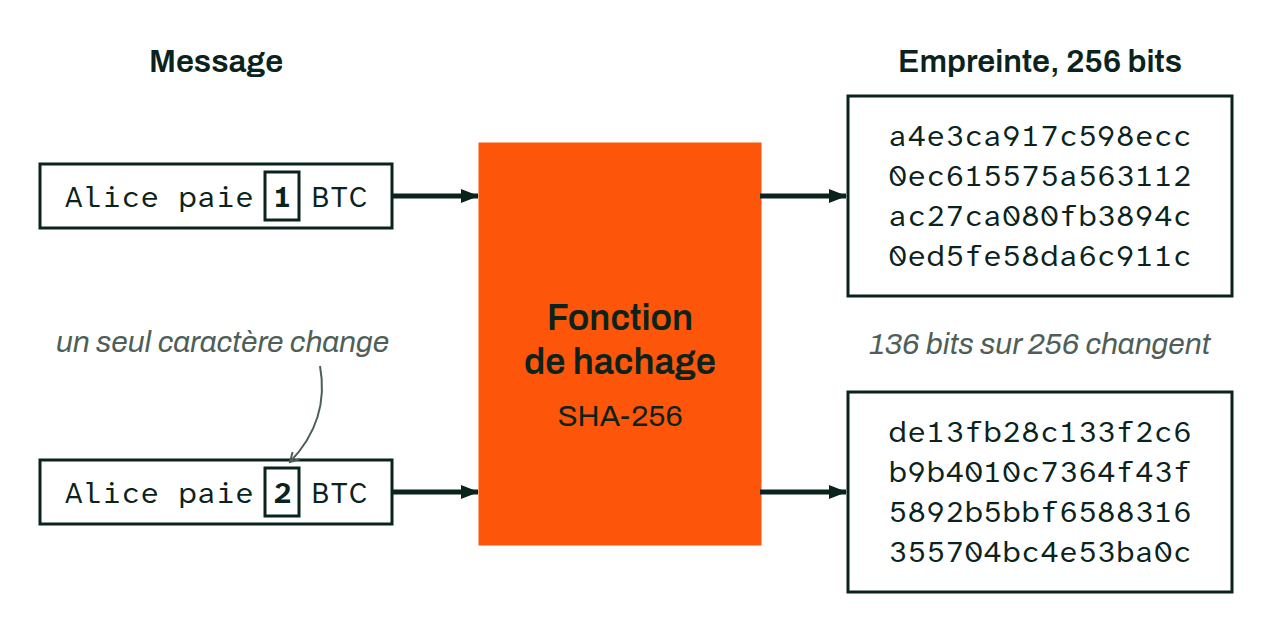 Message
Empreinte, 256 bits
Alice paie 1 BTC
a4e3ca917c598ecc
0ec615575a563112
ac27ca080fb3894c
0ed5fe58da6c911c
un seul caractère change
Fonction
de hachage
SHA-256
136 bits sur 256 changent
Alice paie 2 BTC
de13fb28c133f2c6
b9b4010c7364f43f
5892b5bbf6588316
355704bc4e53ba0c